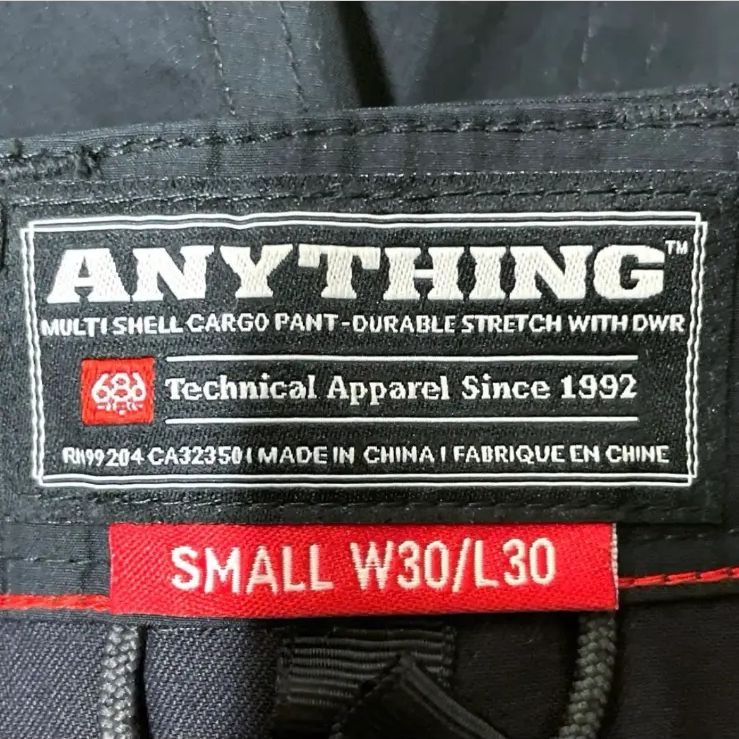 ANYTHING™
MULTI SHELL CARGO PANT-DURABLE STRETCH WITH DWR
686 Technical Apparel Since 1992
RN99204 CA32350 | MADE IN CHINA | FABRIQUE EN CHINE
SMALL W30/L30